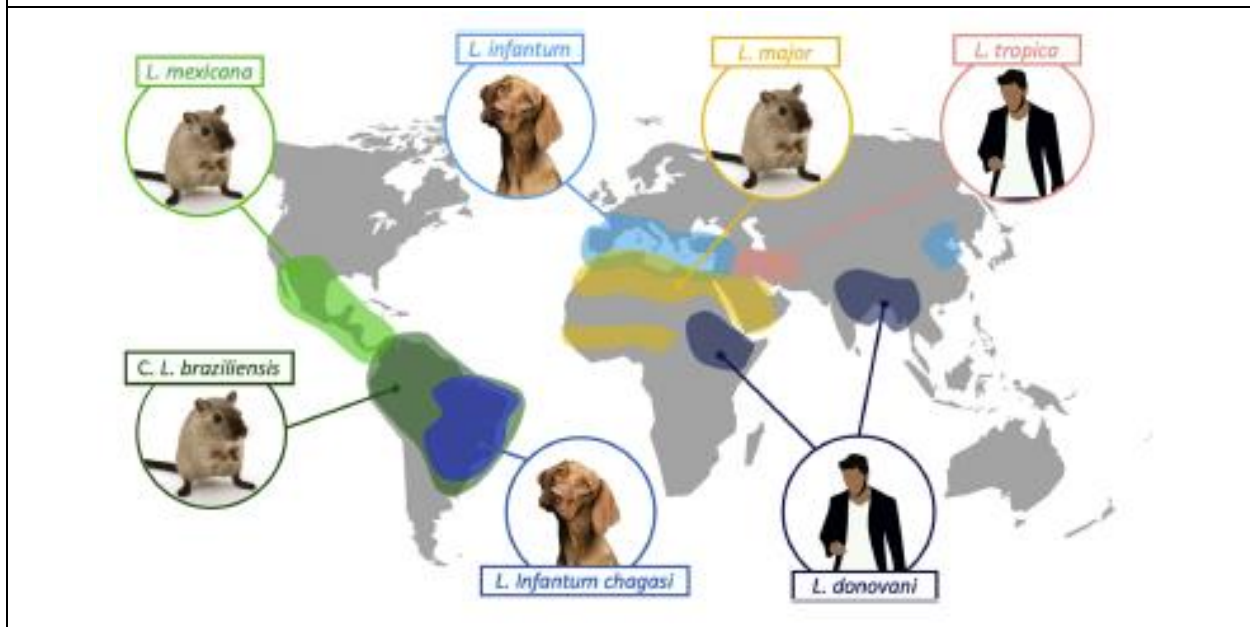 L. infantum
L. major
L. tropica
L. mexicana
C. L. braziliensis
L. Infantum chagasi
L. donovani